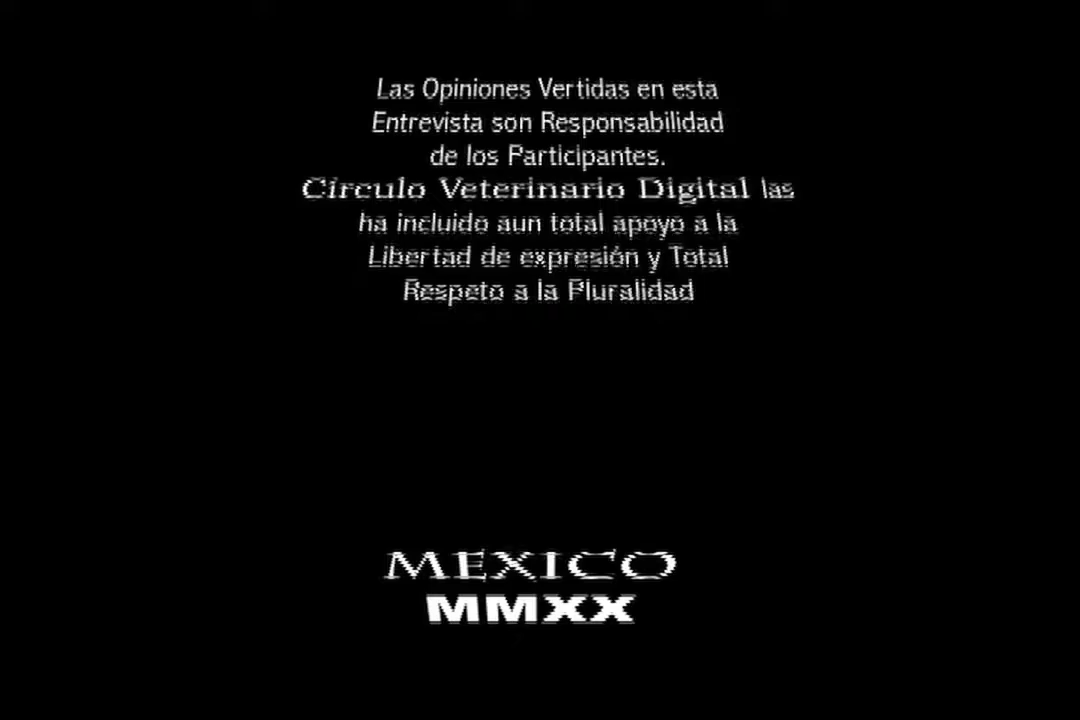 Las Opiniones Vertidas en esta
Entrevista son Responsabilidad
de los Participantes.
Círculo Veterinario Digital las
ha incluido aun total apoyo a la
Libertad de expresión y Total
Respeto a la Pluralidad
MEXICO
MMXX